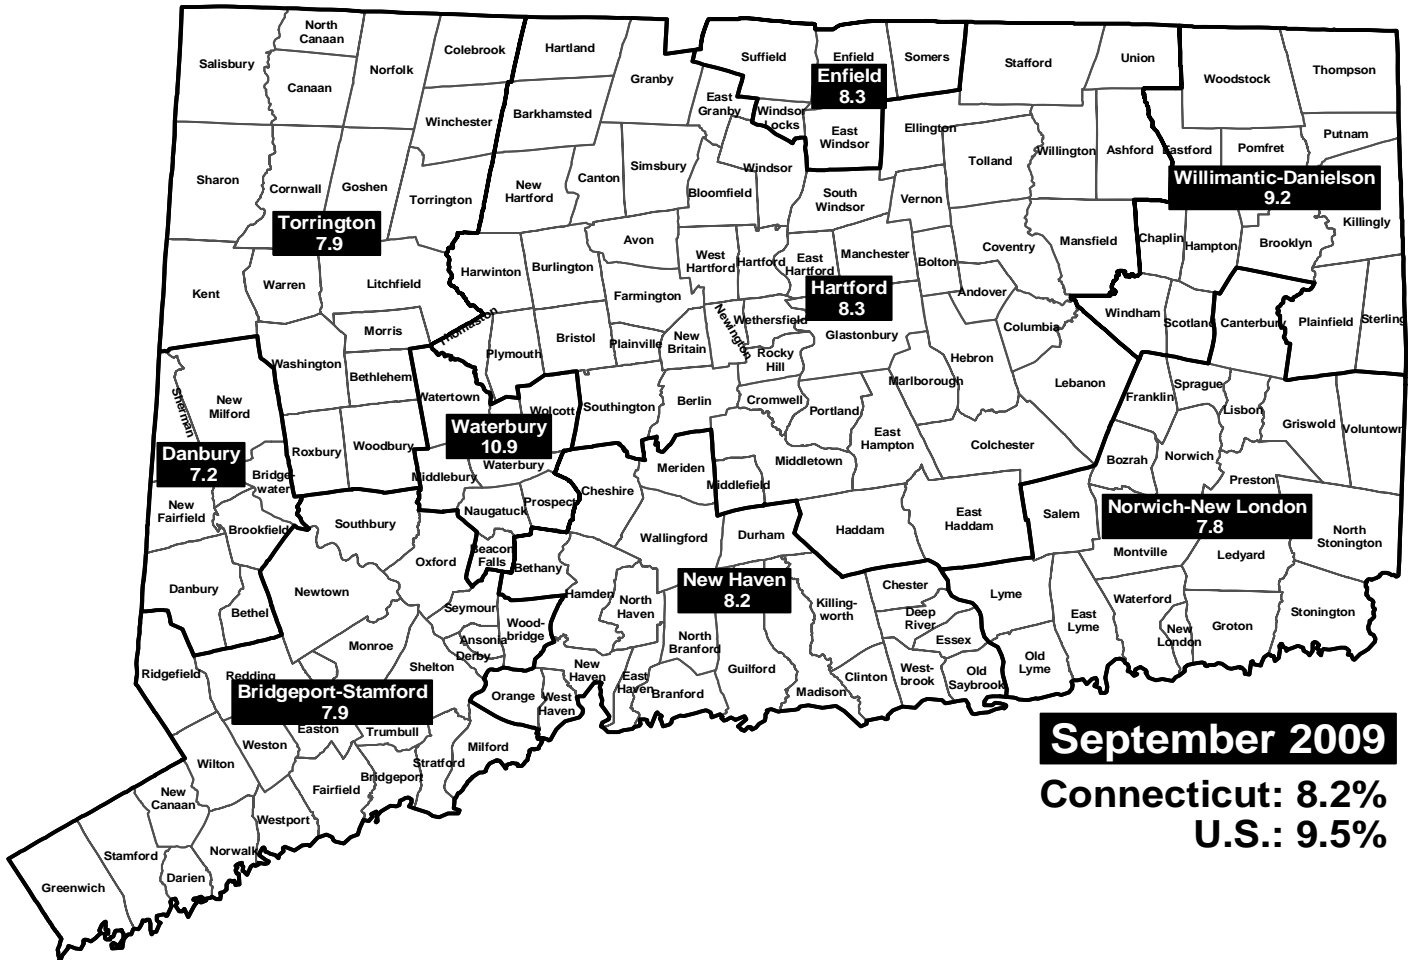 North
Canaan
Colebrook
Hartland
Salisbury
Norfolk
Canaan
Granby
Suffield
Enfield
Somers
Stafford
Union
Woodstock
Thompson
Enfield
8.3
East
Granby
Windsor
Locks
East
Windsor
Winchester
Barkhamsted
Ellington
Tolland
Willington
Ashford
Eastford
Pomfret
Putnam
Sharon
Cornwall
Goshen
Torrington
New
Hartford
Canton
Simsbury
Bloomfield
Windsor
South
Windsor
Vernon
Willimantic-Danielson
9.2
Torrington
7.9
Killingly
Avon
West
Hartford
Hartford
East
Hartford
Manchester
Bolton
Coventry
Mansfield
Chaplin
Hampton
Brooklyn
Kent
Warren
Litchfield
Harwinton
Burlington
Farmington
Hartford
8.3
Andover
Columbia
Windham
Scotland
Canterbury
Plainfield
Sterling
Morris
Thomaston
Plymouth
Bristol
Plainville
New
Britain
Newington
Wethersfield
Rocky
Hill
Glastonbury
Hebron
Washington
Bethlehem
Marlborough
Lebanon
Franklin
Sprague
Lisbon
Griswold
Voluntown
Sherman
New
Milford
Watertown
Wolcott
Southington
Berlin
Cromwell
Portland
East
Hampton
Colchester
Waterbury
10.9
Danbury
7.2
Roxbury
Woodbury
Bridge-
water
Middlebury
Waterbury
Meriden
Middlefield
Middletown
Bozrah
Norwich
Preston
New
Fairfield
Brookfield
Southbury
Naugatuck
Prospect
Cheshire
Wallingford
Durham
Haddam
East
Haddam
Salem
Norwich-New London
7.8
North
Stonington
Danbury
Bethel
Newtown
Oxford
Beacon
Falls
Bethany
Hamden
North
Haven
New Haven
8.2
Killing-
worth
Chester
Deep
River
Essex
Lyme
Montville
Ledyard
East
Lyme
Waterford
New
London
Groton
Stonington
Seymour
Wood-
bridge
Ansonia
Derby
Monroe
Shelton
North
Branford
Guilford
Old
Lyme
Ridgefield
Redding
Bridgeport-Stamford
7.9
Orange
West
Haven
New
Haven
East
Haven
Branford
Madison
Clinton
West-
brook
Old
Saybrook
Easton
Trumbull
Weston
Wilton
Milford
Stratford
Bridgeport
Fairfield
New
Canaan
Westport
Norwalk
Stamford
Darien
Greenwich
September 2009
Connecticut: 8.2%
U.S.: 9.5%